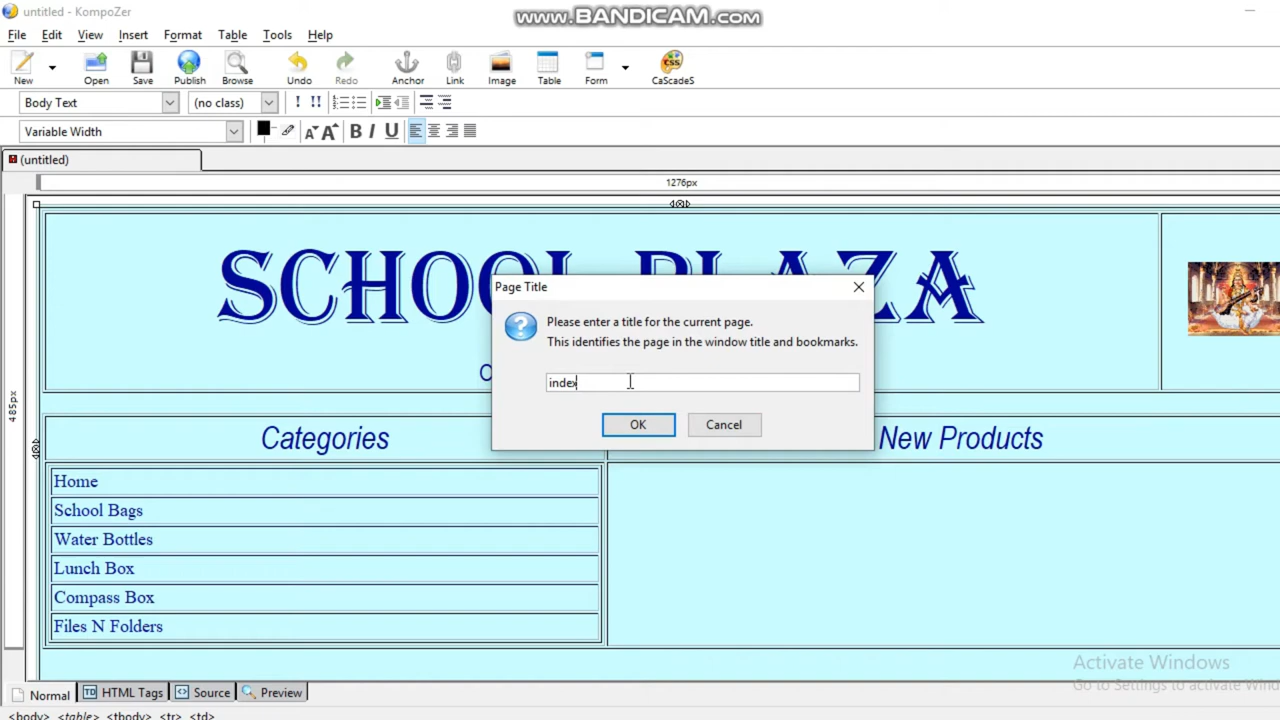 untitled - KompoZer
www.BANDICAM.com
File Edit View Insert Format Table Tools Help
New Open Save Publish Browse Undo Redo Anchor Link Image Table Form CaScadeS
Body Text (no class) ! !!
Variable Width B I U
(untitled)
1276px
485px
SCHOOL PLAZA
Page Title
Please enter a title for the current page.
This identifies the page in the window title and bookmarks.
index
OK Cancel
Categories New Products
Home
School Bags
Water Bottles
Lunch Box
Compass Box
Files N Folders
Activate Windows
Go to Settings to activate Wind
Normal TD HTML Tags <> Source Preview
<body> <table> <tbody> <tr> <td>